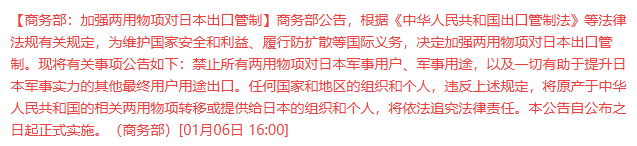 【商务部：加强两用物项对日本出口管制】商务部公告，根据《中华人民共和国出口管制法》等法律
法规有关规定，为维护国家安全和利益、履行防扩散等国际义务，决定加强两用物项对日本出口管
制。现将有关事项公告如下：禁止所有两用物项对日本军事用户、军事用途，以及一切有助于提升日
本军事实力的其他最终用户用途出口。任何国家和地区的组织和个人，违反上述规定，将原产于中华
人民共和国的相关两用物项转移或提供给日本的组织和个人，将依法追究法律责任。本公告自公布之
日起正式实施。（商务部）[01月06日 16:00]